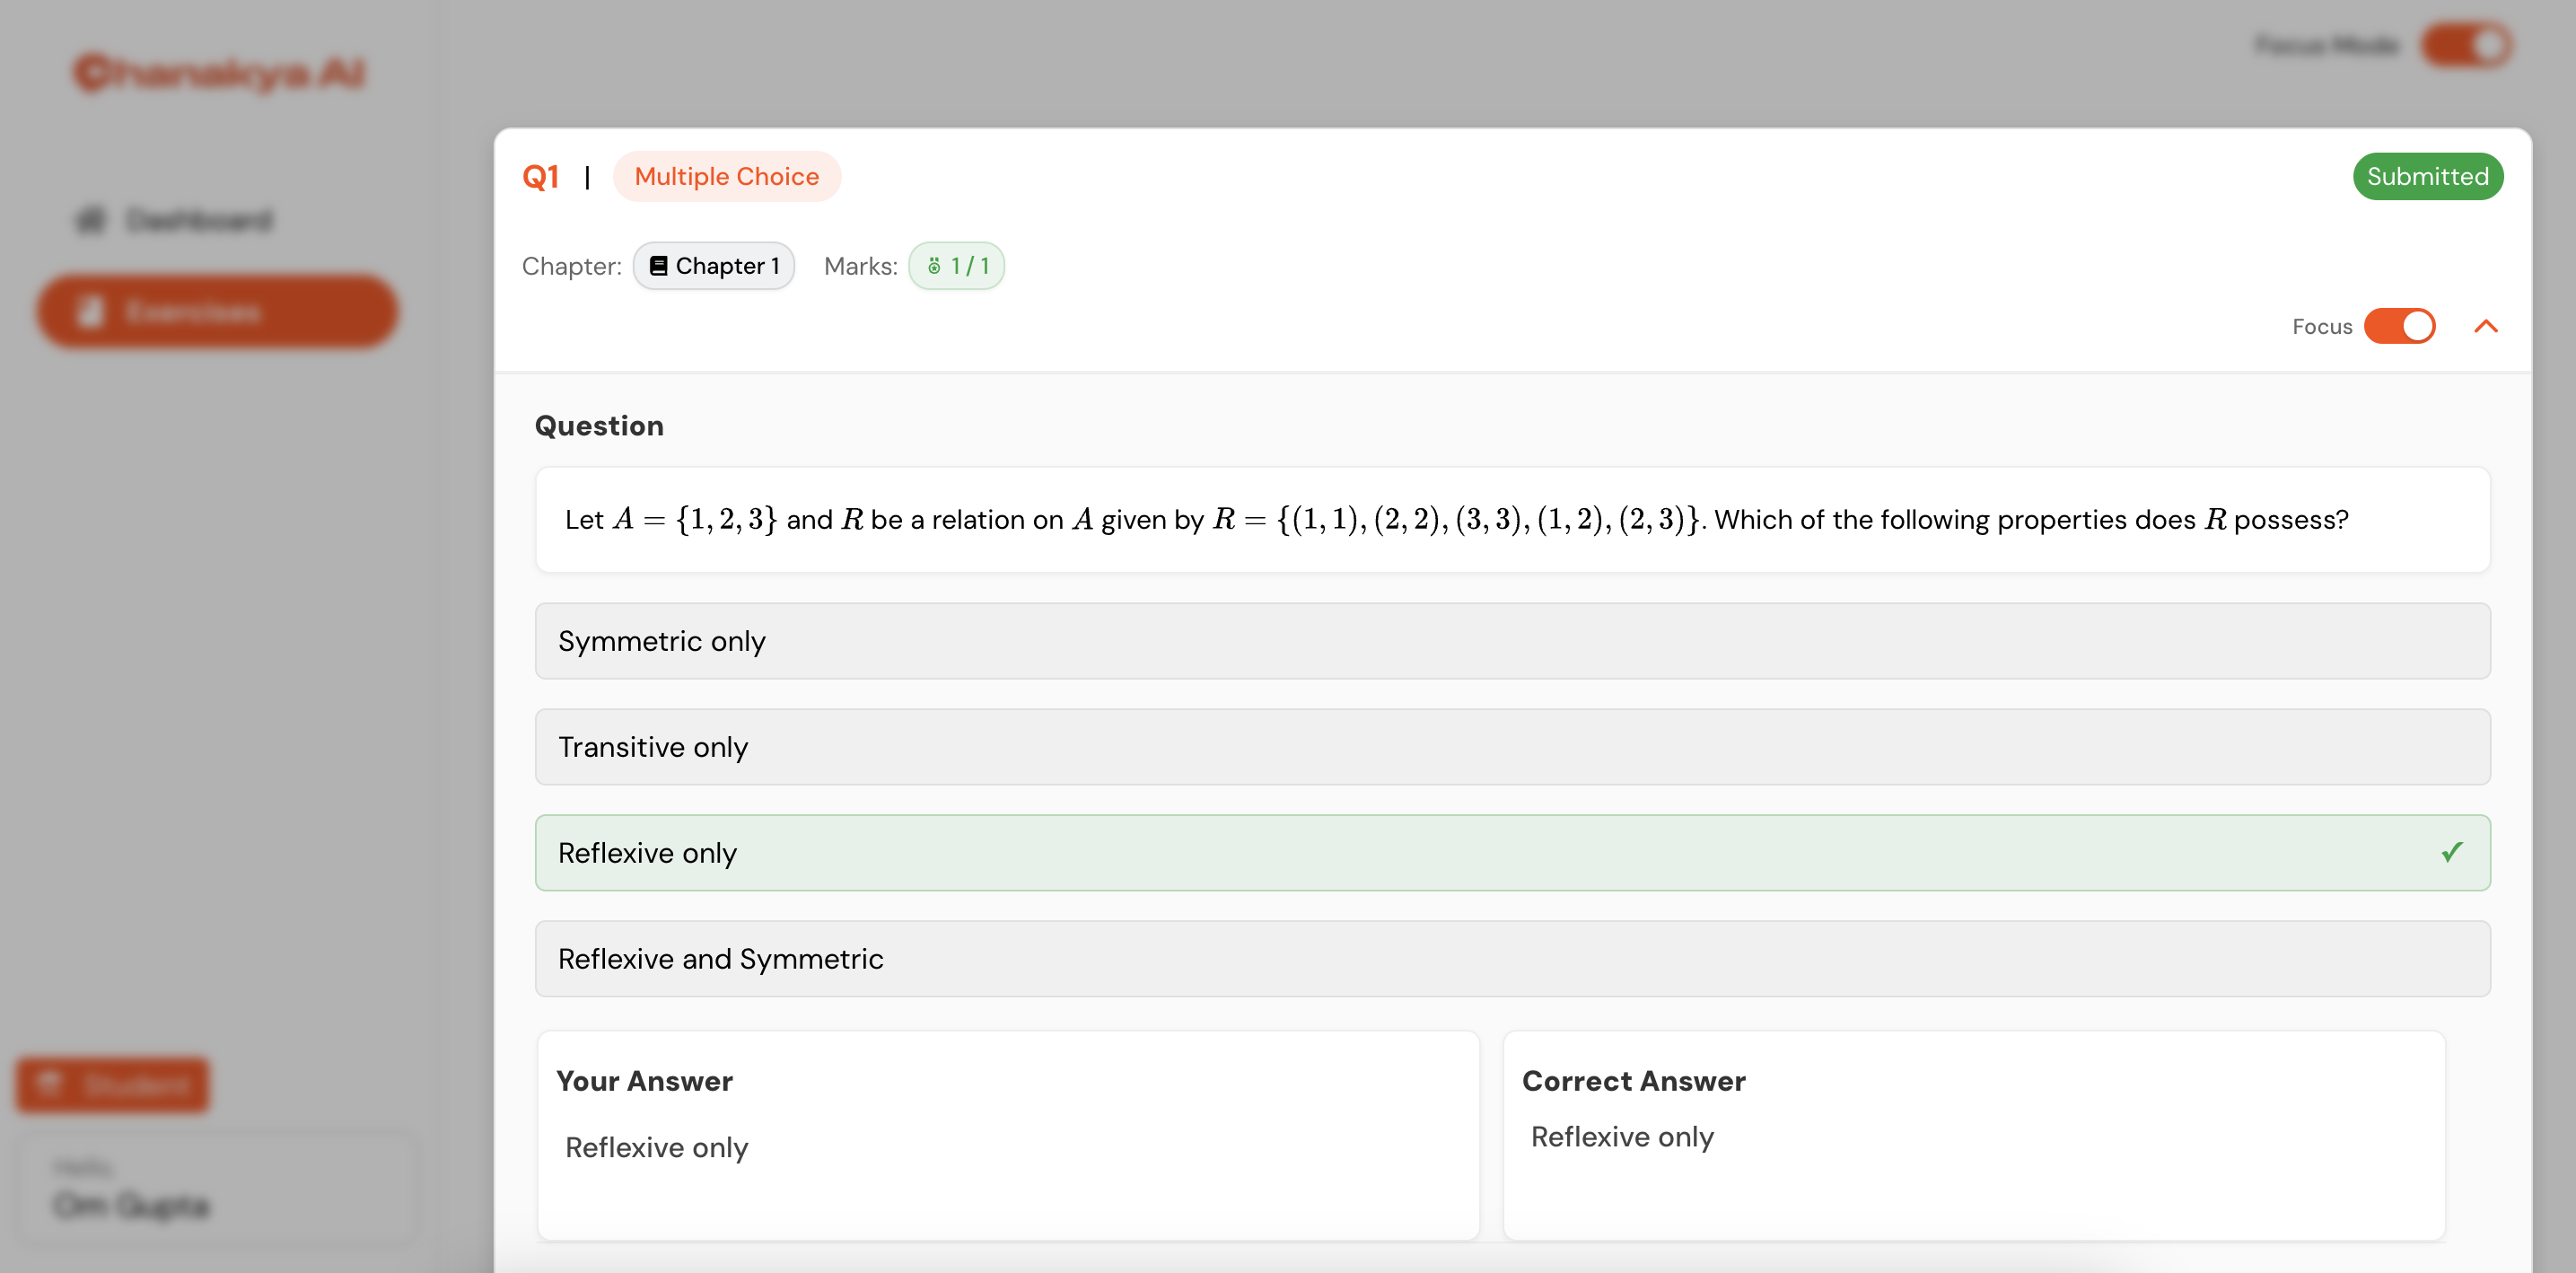 Chanakya AI
Focus Mode
Dashboard
Exercises
Q1 | Multiple Choice
Submitted
Chapter: Chapter 1 Marks: 1 / 1
Focus
Question
Let A = {1, 2, 3} and R be a relation on A given by R = {(1, 1), (2, 2), (3, 3), (1, 2), (2, 3)}. Which of the following properties does R possess?
Symmetric only
Transitive only
Reflexive only
Reflexive and Symmetric
Your Answer
Reflexive only
Correct Answer
Reflexive only
Student
Hello,
Om Gupta